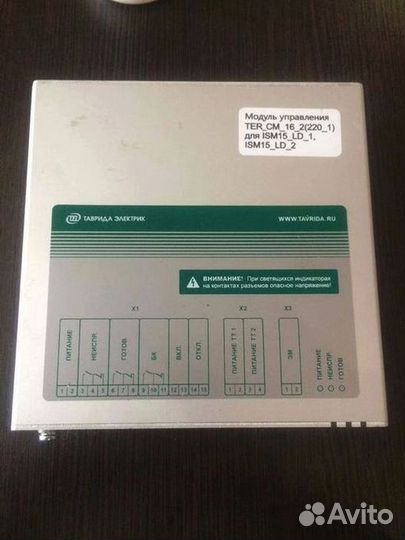 Модуль управления
TER_CM_16_2(220_1)
для ISM15_LD_1,
ISM15_LD_2
ТАВРИДА ЭЛЕКТРИК
WWW.TAVRIDA.RU
ВНИМАНИЕ! При светящихся индикаторах
на контактах разъемов опасное напряжение!
X1
X2
X3
ПИТАНИЕ
НЕИСПР.
ГОТОВ.
БК
ВКЛ.
ОТКЛ.
ПИТАНИЕ ТТ 1
ПИТАНИЕ ТТ 2
ЭМ
ПИТАНИЕ
НЕИСПР.
ГОТОВ
1 2 3 4 5 6 7 8 9 10 11 12 13 14 15
1 2 3 4
1 2
Avito